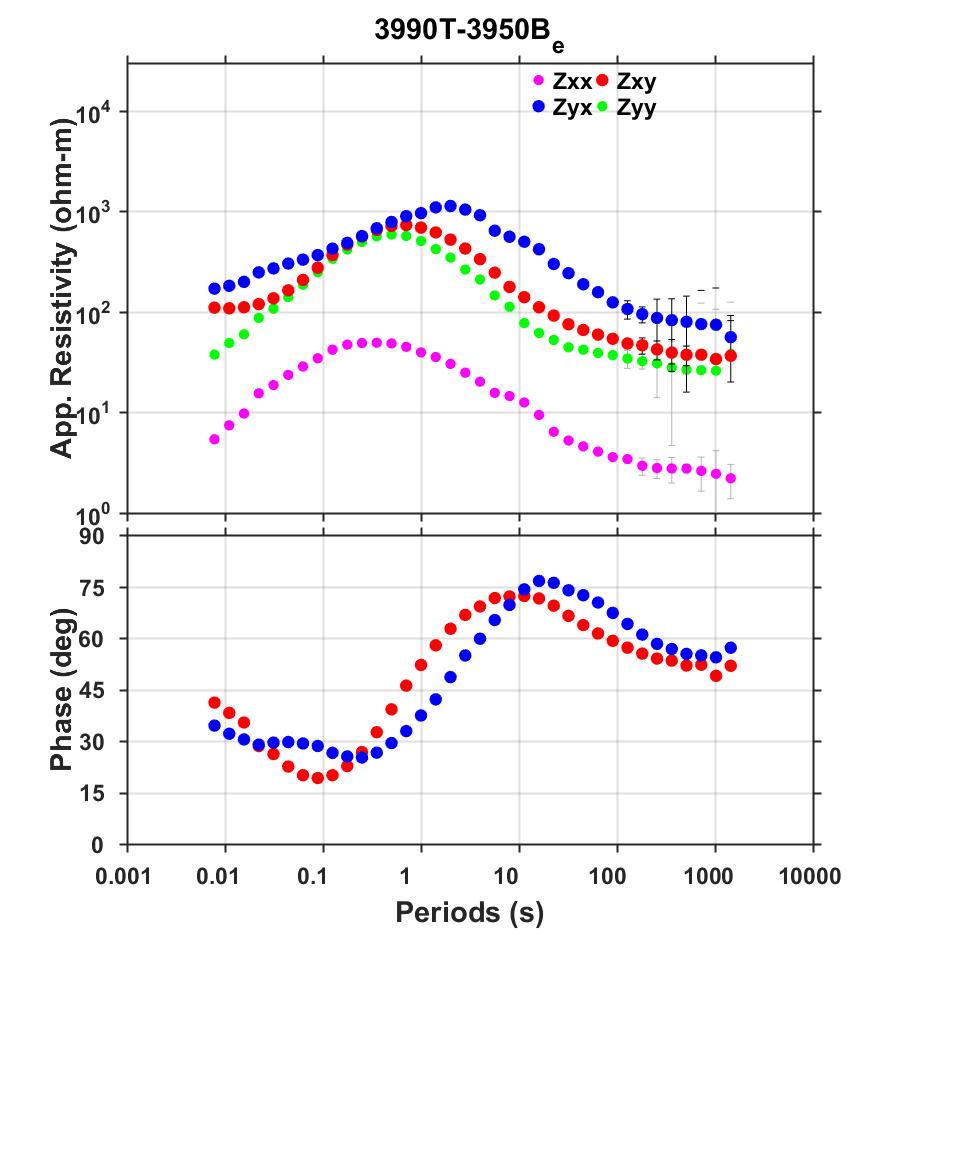 3990T-3950Be
Zxx Zxy
Zyx Zyy
App. Resistivity (ohm-m)
10^4
10^3
10^2
10^1
10^0
Phase (deg)
90
75
60
45
30
15
0
0.001 0.01 0.1 1 10 100 1000 10000
Periods (s)